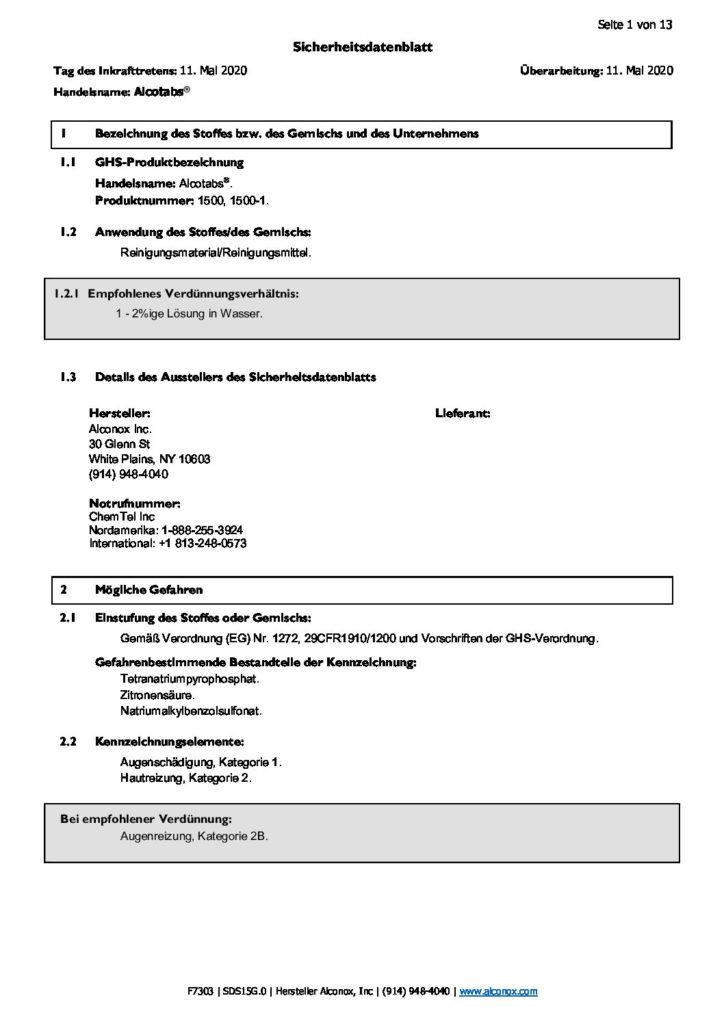 Seite 1 von 13
Sicherheitsdatenblatt
Tag des Inkrafttretens: 11. Mai 2020 Überarbeitung: 11. Mai 2020
Handelsname: Alcotabs®
1 Bezeichnung des Stoffes bzw. des Gemischs und des Unternehmens
1.1 GHS-Produktbezeichnung
Handelsname: Alcotabs®.
Produktnummer: 1500, 1500-1.
1.2 Anwendung des Stoffes/des Gemischs:
Reinigungsmaterial/Reinigungsmittel.
1.2.1 Empfohlenes Verdünnungsverhältnis:
1 - 2%ige Lösung in Wasser.
1.3 Details des Ausstellers des Sicherheitsdatenblatts
Hersteller: Lieferant:
Alconox Inc.
30 Glenn St
White Plains, NY 10603
(914) 948-4040
Notrufnummer:
ChemTel Inc
Nordamerika: 1-888-255-3924
International: +1 813-248-0573
2 Mögliche Gefahren
2.1 Einstufung des Stoffes oder Gemischs:
Gemäß Verordnung (EG) Nr. 1272, 29CFR1910/1200 und Vorschriften der GHS-Verordnung.
Gefahrenbestimmende Bestandteile der Kennzeichnung:
Tetranatriumpyrophosphat.
Zitronensäure.
Natriumalkylbenzolsulfonat.
2.2 Kennzeichnungselemente:
Augenschädigung, Kategorie 1.
Hautreizung, Kategorie 2.
Bei empfohlener Verdünnung:
Augenreizung, Kategorie 2B.
F7303 | SDS15G.0 | Hersteller Alconox, Inc | (914) 948-4040 | www.alconox.com